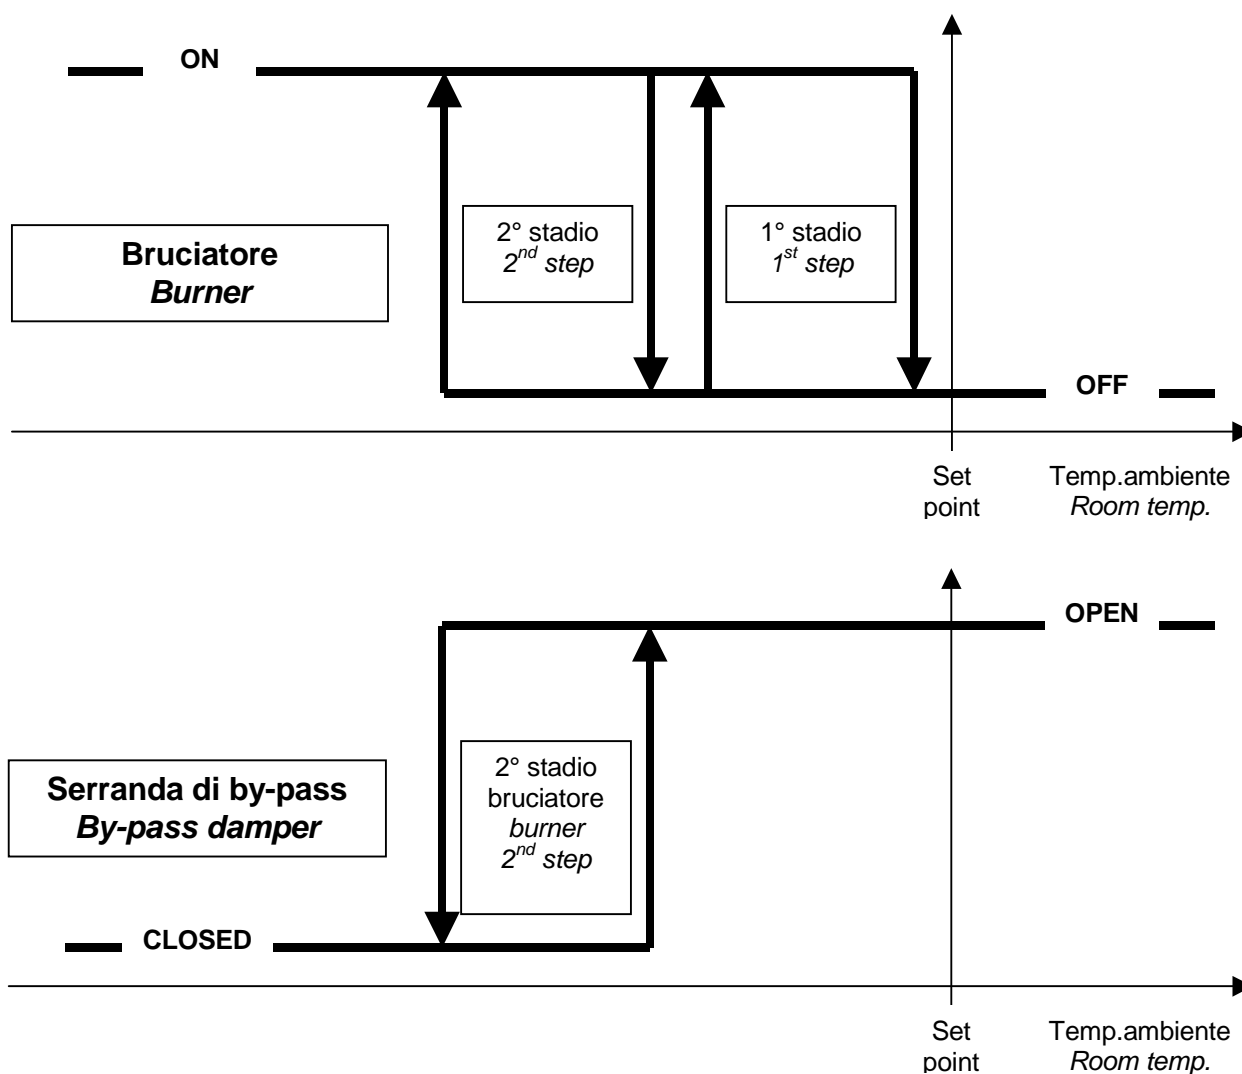 ON
2° stadio
2nd step
1° stadio
1st step
Bruciatore
Burner
OFF
Set
point
Temp.ambiente
Room temp.
OPEN
Serranda di by-pass
By-pass damper
2° stadio
bruciatore
burner
2nd step
CLOSED
Set
point
Temp.ambiente
Room temp.